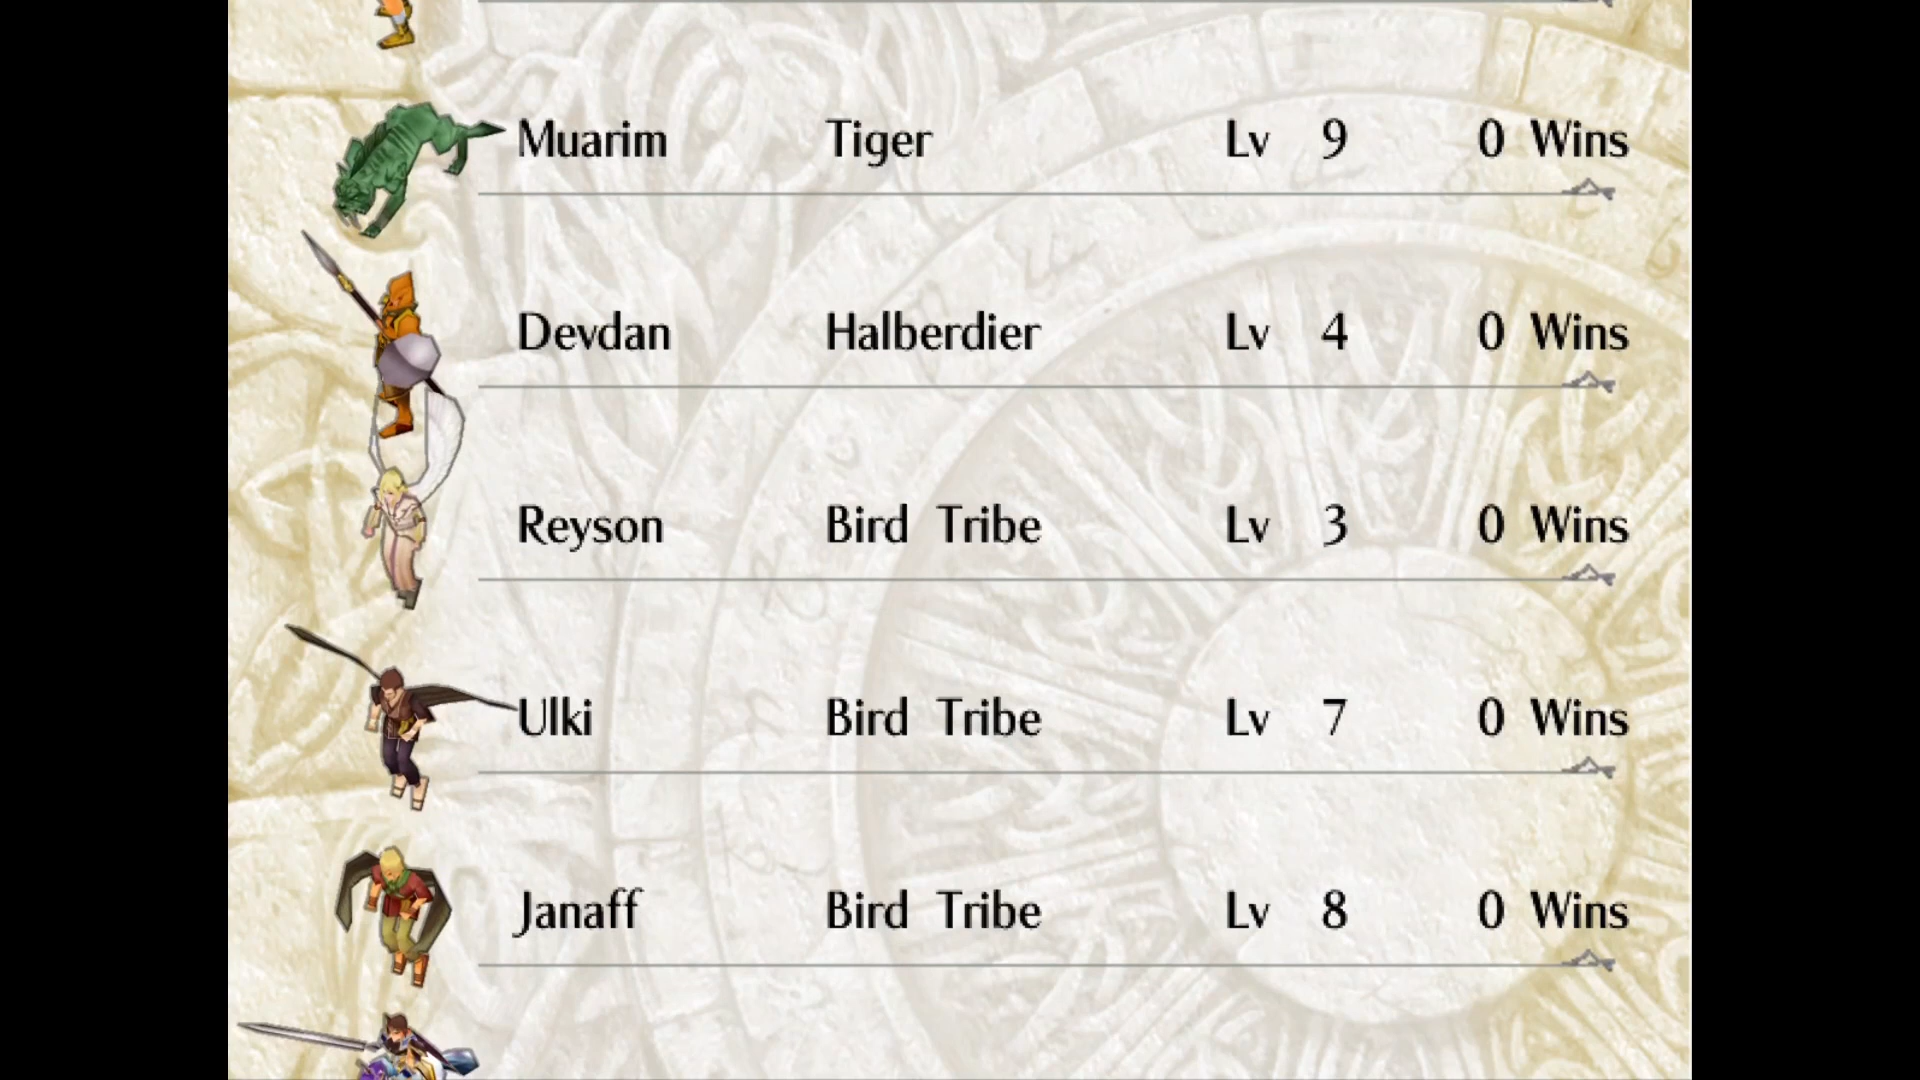 Muarim Tiger Lv 9 0 Wins
Devdan Halberdier Lv 4 0 Wins
Reyson Bird Tribe Lv 3 0 Wins
Ulki Bird Tribe Lv 7 0 Wins
Janaff Bird Tribe Lv 8 0 Wins